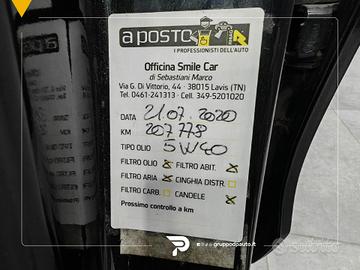 a posto
I PROFESSIONISTI DELL'AUTO
Officina Smile Car
di Sebastiani Marco
Via G. Di Vittorio, 44 - 38015 Lavis (TN)
Tel. 0461-241313 - Cell. 349-5201020
DATA 21.07.2020
KM 207778
TIPO OLIO 5W40
FILTRO OLIO FILTRO ABIT.
FILTRO ARIA CINGHIA DISTR.
FILTRO CARB. CANDELE
Prossimo controllo a km
gruppodpauto.it